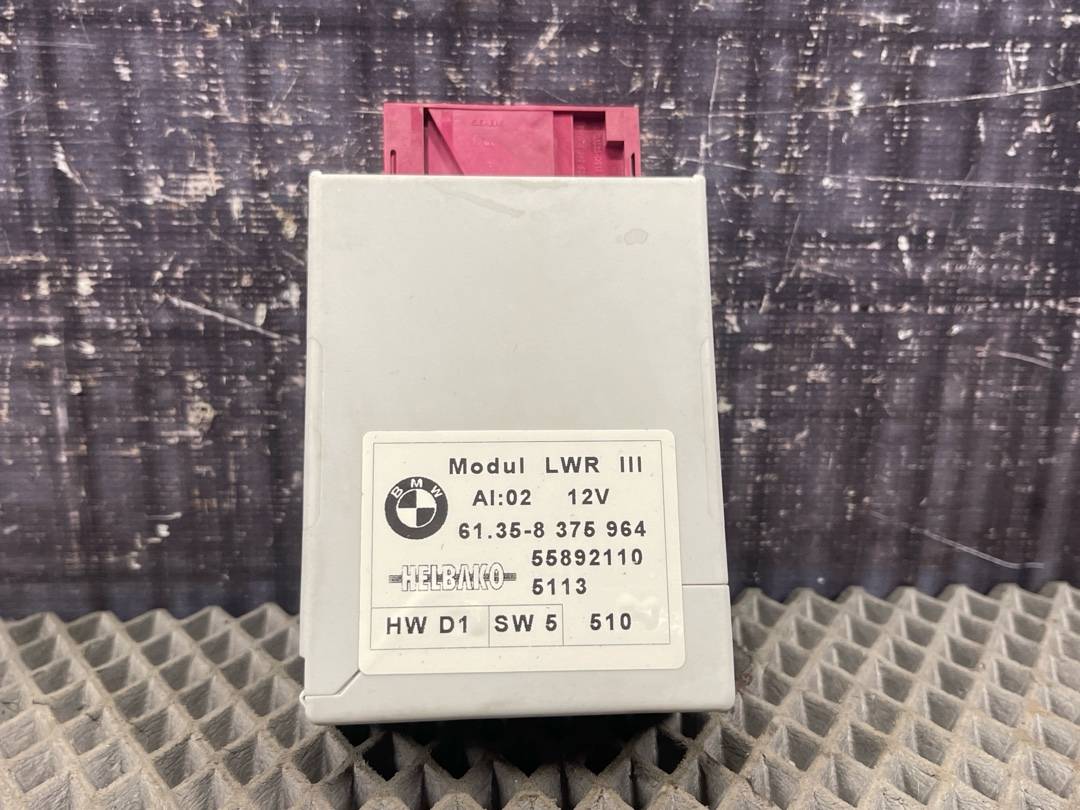 Modul LWR III
BMW
AI:02 12V
61.35-8 375 964
55892110
HELBAKO
5113
HW D1 SW 5 510